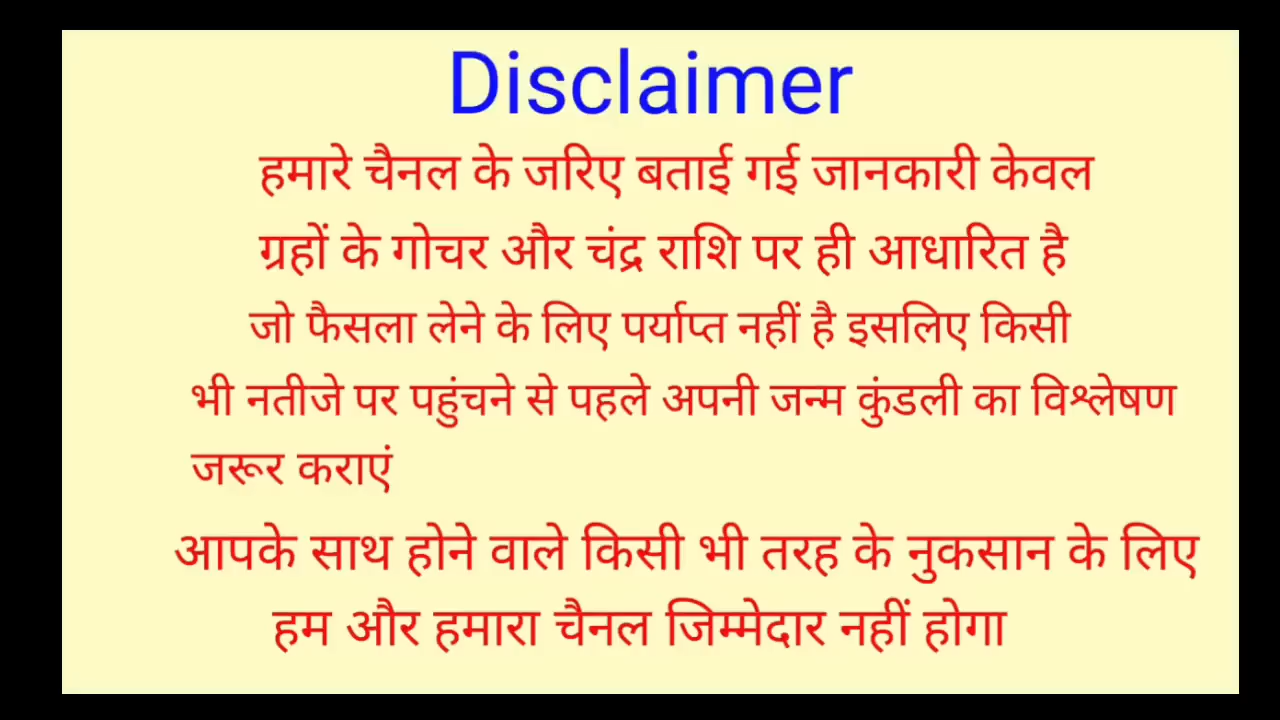 Disclaimer
हमारे चैनल के जरिए बताई गई जानकारी केवल
ग्रहों के गोचर और चंद्र राशि पर ही आधारित है
जो फैसला लेने के लिए पर्याप्त नहीं है इसलिए किसी
भी नतीजे पर पहुंचने से पहले अपनी जन्म कुंडली का विश्लेषण
जरूर कराएं
आपके साथ होने वाले किसी भी तरह के नुकसान के लिए
हम और हमारा चैनल जिम्मेदार नहीं होगा